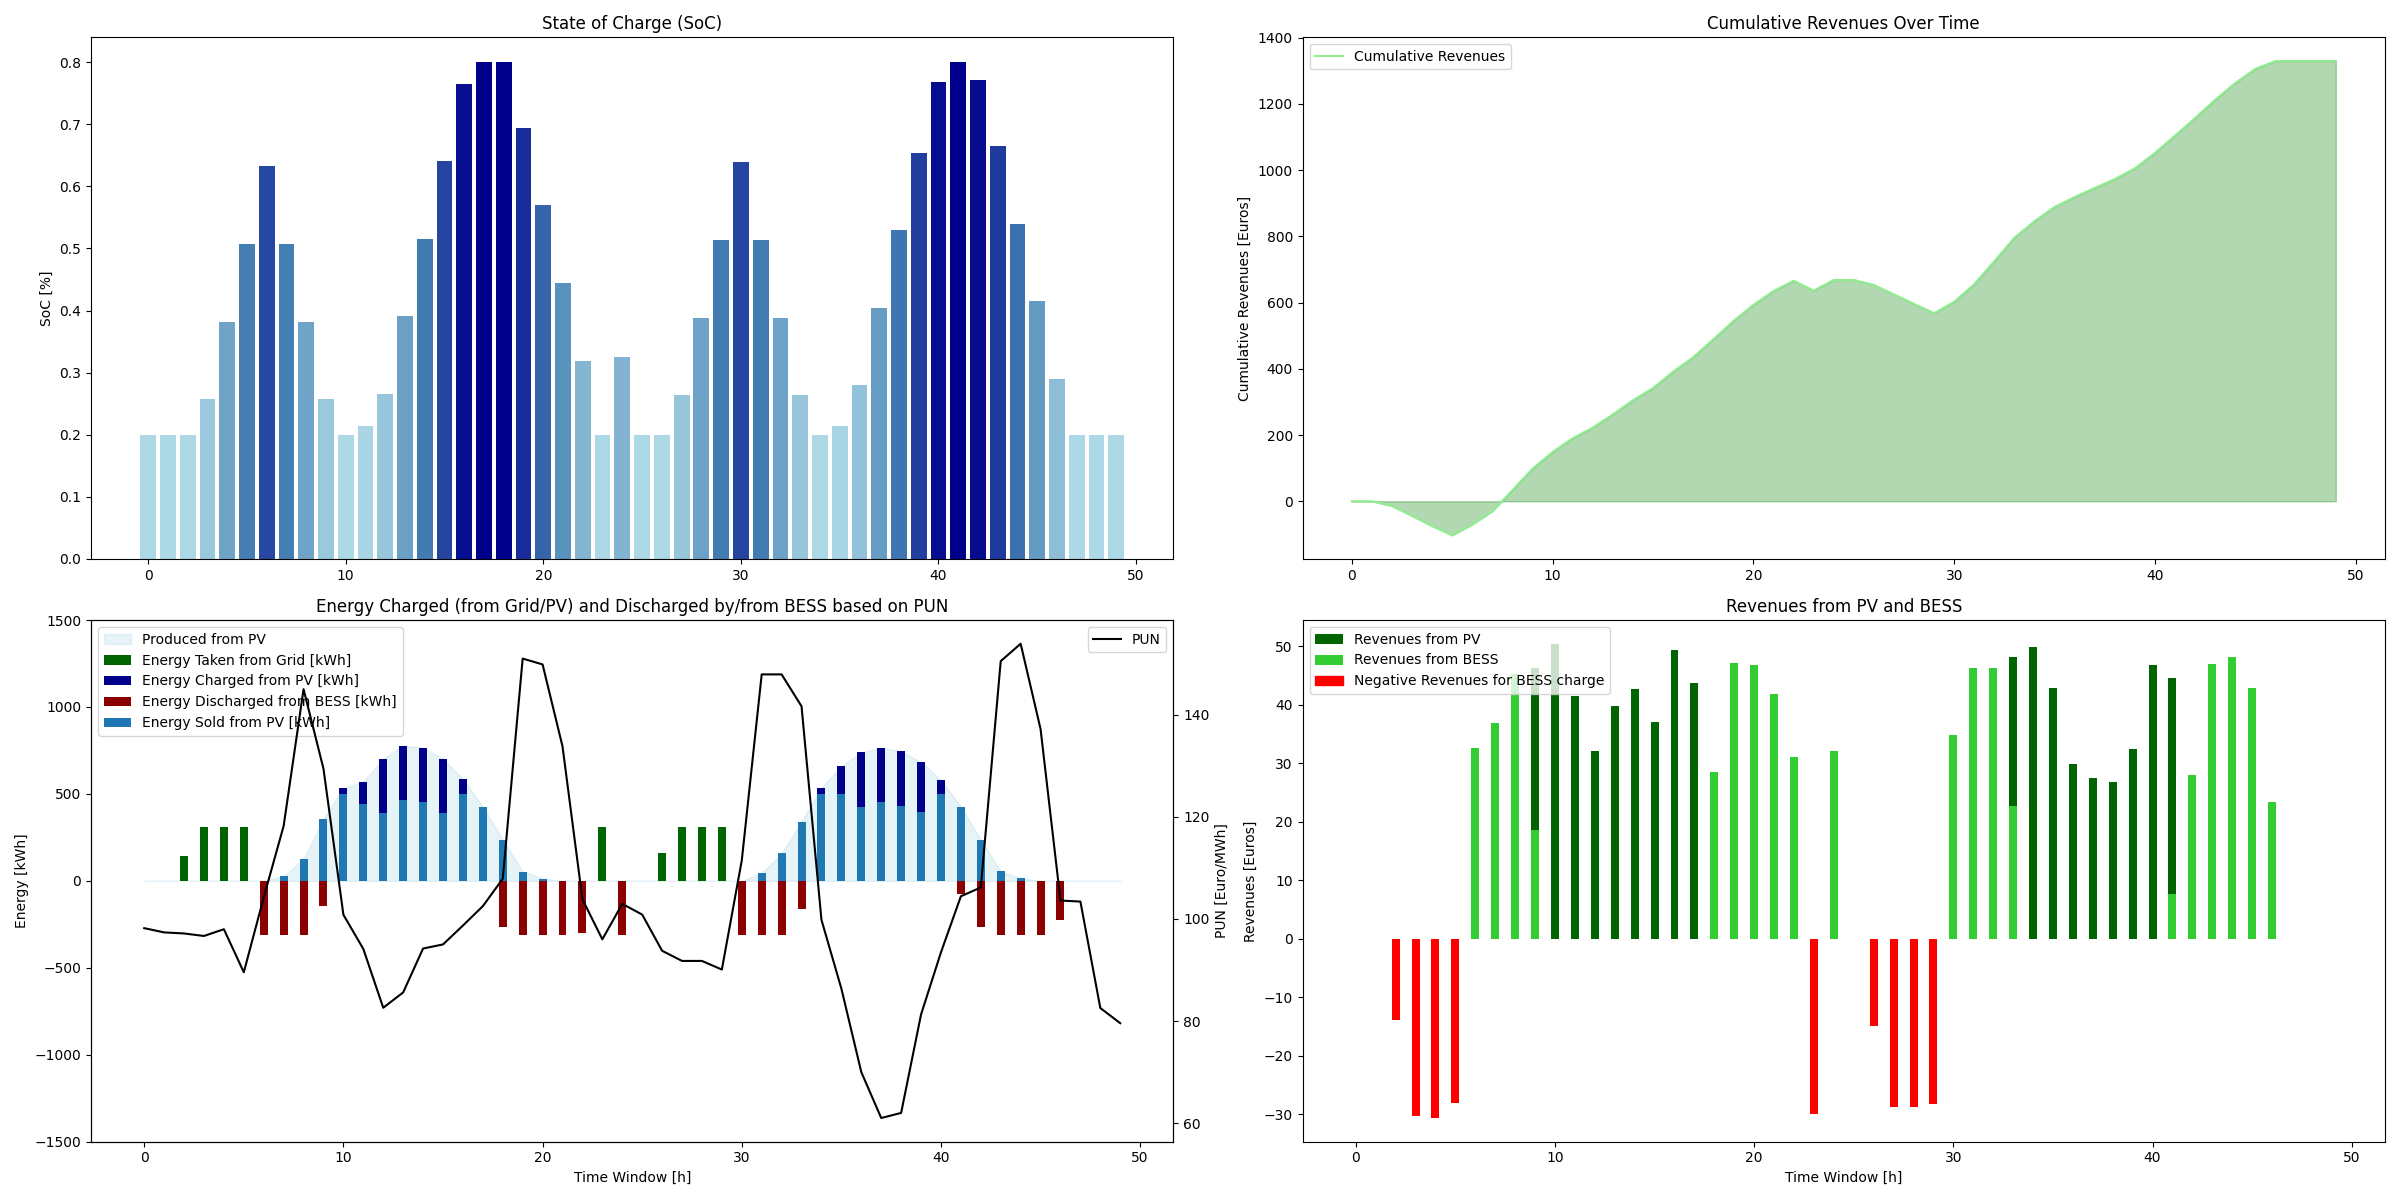 State of Charge (SoC)
SoC [%]
0.8
0.7
0.6
0.5
0.4
0.3
0.2
0.1
0.0
0 10 20 30 40 50
Cumulative Revenues Over Time
Cumulative Revenues
Cumulative Revenues [Euros]
1400
1200
1000
800
600
400
200
0
0 10 20 30 40 50
Energy Charged (from Grid/PV) and Discharged by/from BESS based on PUN
Produced from PV
Energy Taken from Grid [kWh]
Energy Charged from PV [kWh]
Energy Discharged from BESS [kWh]
Energy Sold from PV [kWh]
PUN
Energy [kWh]
1500
1000
500
0
−500
−1000
−1500
140
120
100
80
60
PUN [Euro/MWh]
0 10 20 30 40 50
Time Window [h]
Revenues from PV and BESS
Revenues from PV
Revenues from BESS
Negative Revenues for BESS charge
Revenues [Euros]
50
40
30
20
10
0
−10
−20
−30
0 10 20 30 40 50
Time Window [h]